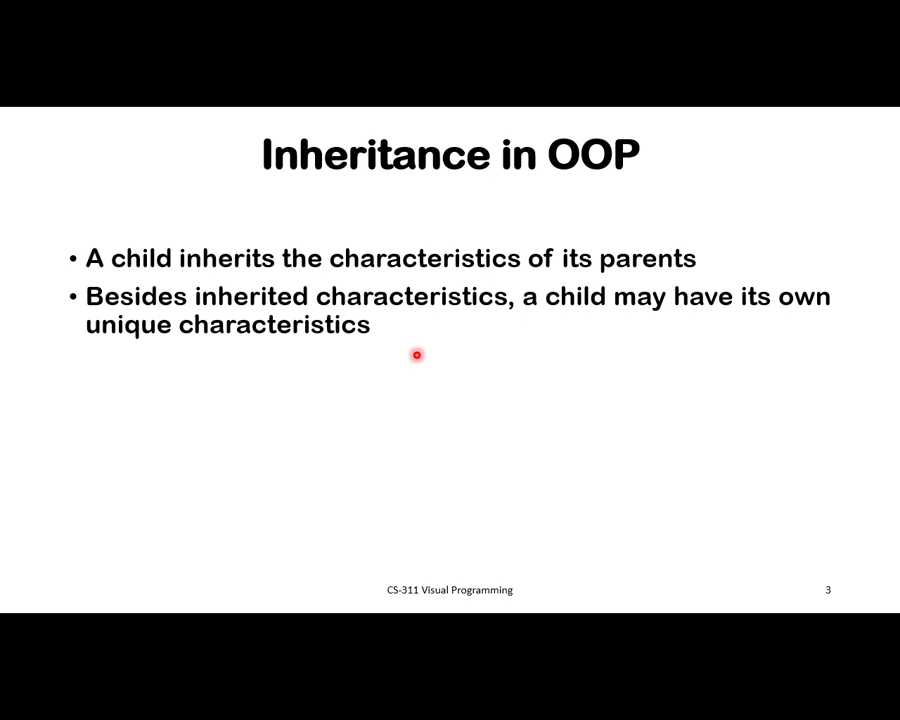 Inheritance in OOP
• A child inherits the characteristics of its parents
• Besides inherited characteristics, a child may have its own
unique characteristics
CS-311 Visual Programming
3